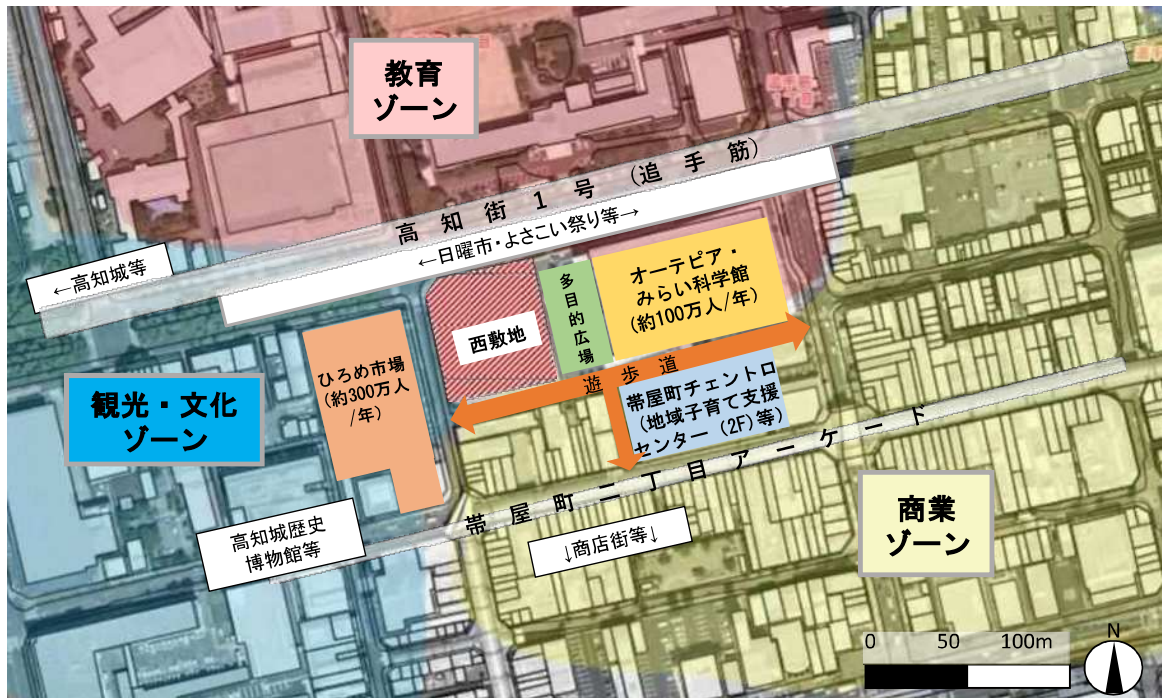 教育
ゾーン
高知街1号(追手筋)
←日曜市・よさこい祭り等→
←高知城等
オーテピア・
みらい科学館
(約100万人/年)
多目的広場
西敷地
ひろめ市場
(約300万人
/年)
遊歩道
観光・文化
ゾーン
帯屋町チェントロ
(地域子育て支援
センター(2F)等)
帯屋町二丁目アーケード
高知城歴史
博物館等
↓商店街等↓
商業
ゾーン
0 50 100m
N